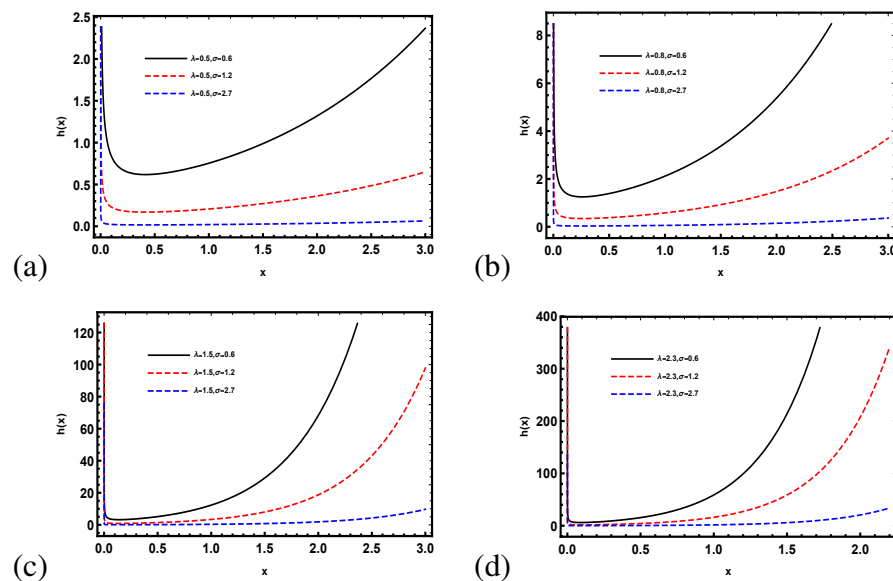 2.5
2.0
1.5
1.0
0.5
0.0
h(x)
λ=0.5,σ=0.6
λ=0.5,σ=1.2
λ=0.5,σ=2.7
0.0 0.5 1.0 1.5 2.0 2.5 3.0
x
(a)
8
6
4
2
0
h(x)
λ=0.8,σ=0.6
λ=0.8,σ=1.2
λ=0.8,σ=2.7
0.0 0.5 1.0 1.5 2.0 2.5 3.0
x
(b)
120
100
80
60
40
20
0
h(x)
λ=1.5,σ=0.6
λ=1.5,σ=1.2
λ=1.5,σ=2.7
0.0 0.5 1.0 1.5 2.0 2.5 3.0
x
(c)
400
300
200
100
0
h(x)
λ=2.3,σ=0.6
λ=2.3,σ=1.2
λ=2.3,σ=2.7
0.0 0.5 1.0 1.5 2.0
x
(d)